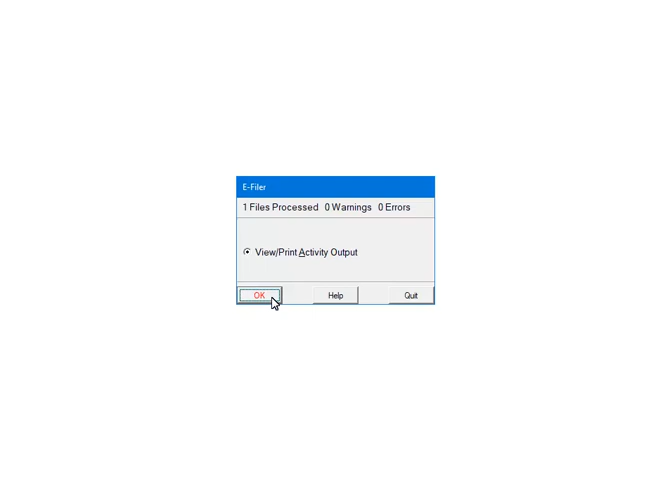 E-Filer
1 Files Processed 0 Warnings 0 Errors
View/Print Activity Output
OK Help Quit